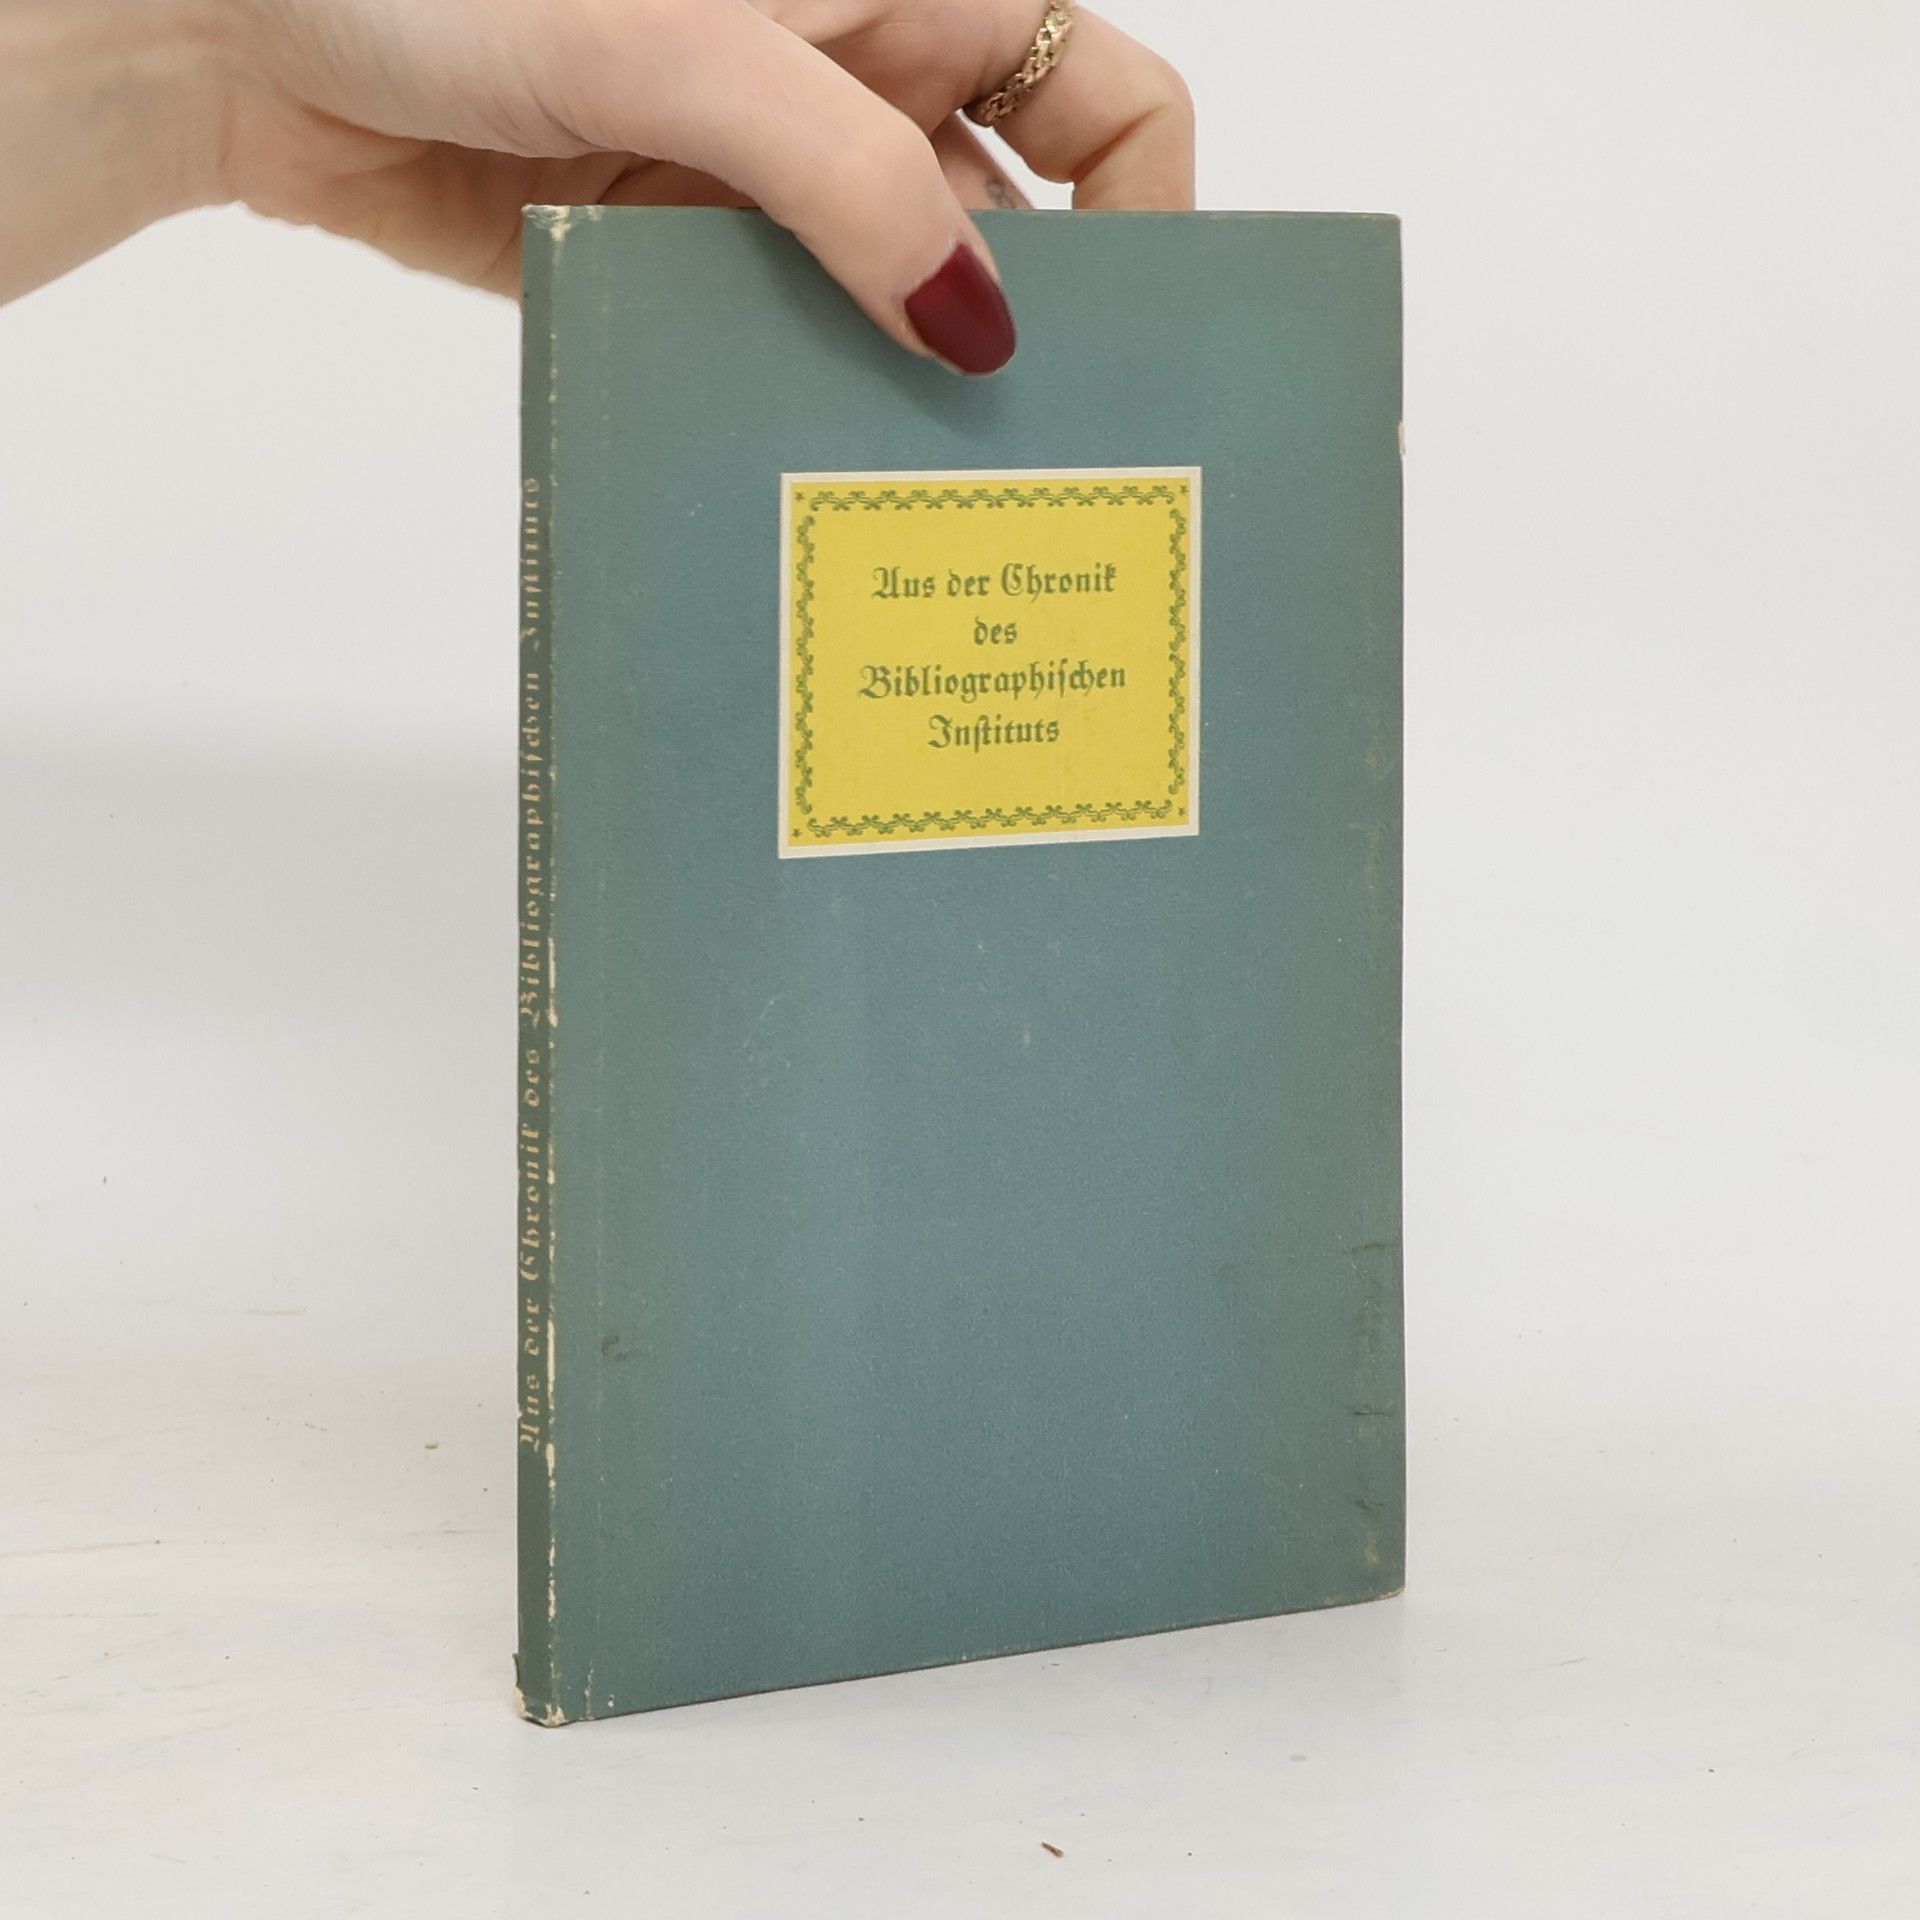 Aus der Chronik
des
Bibliographiſchen
Inſtituts
Aus der Chronik des Bibliographiſchen Inſtituts